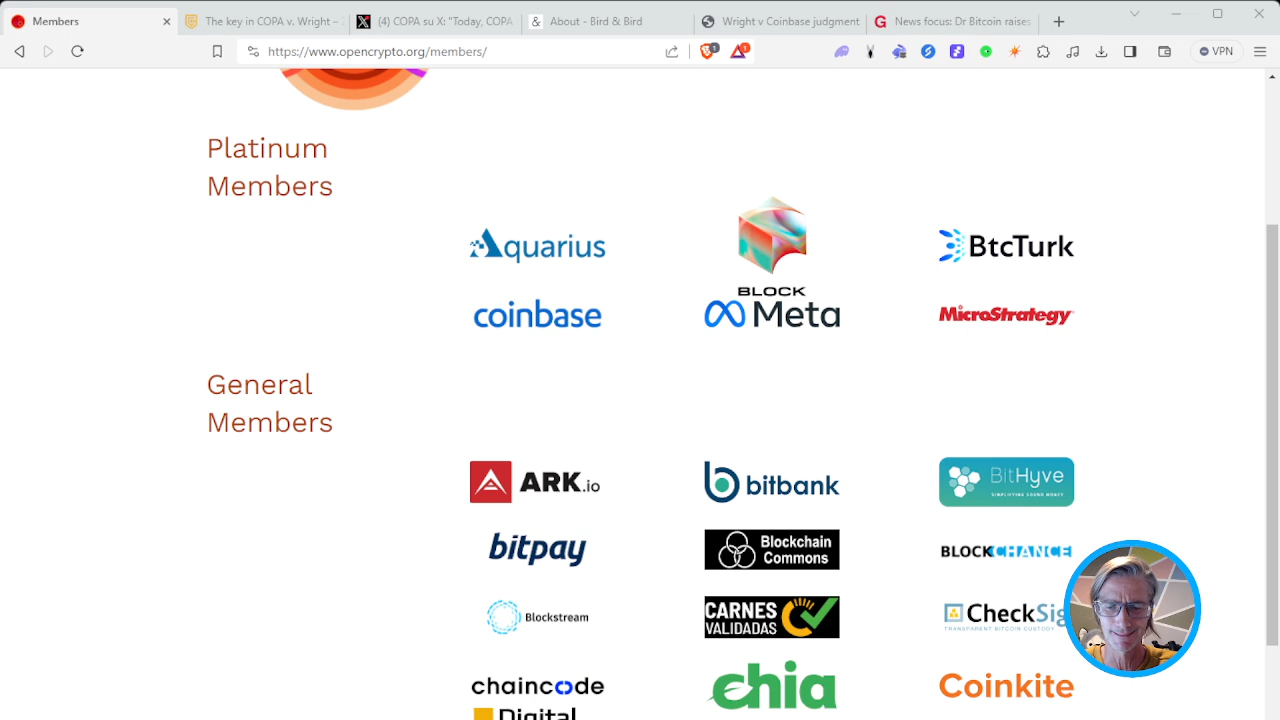 Members
The key in COPA v. Wright –
(4) COPA su X: "Today, COPA
About - Bird & Bird
Wright v Coinbase judgment
News focus: Dr Bitcoin raises
https://www.opencrypto.org/members/
1
1
VPN
Platinum
Members
Aquarius
BLOCK
BtcTurk
coinbase
Meta
MicroStrategy
General
Members
ARK.io
bitbank
BitHyve
SIMPLIFYING SOUND MONEY
bitpay
Blockchain
Commons
BLOCKCHANCE
Blockstream
CARNES
VALIDADAS
CheckSig
TRANSPARENT BITCOIN CUSTODY
chaincode
chia
Coinkite
Digital